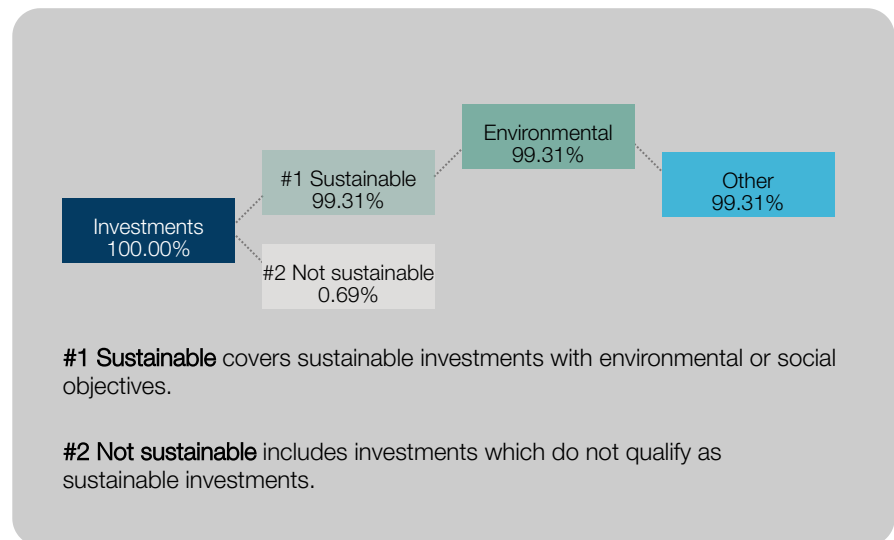 Environmental
99.31%
#1 Sustainable
99.31%
Other
99.31%
Investments
100.00%
#2 Not sustainable
0.69%
#1 Sustainable covers sustainable investments with environmental or social
objectives.
#2 Not sustainable includes investments which do not qualify as
sustainable investments.